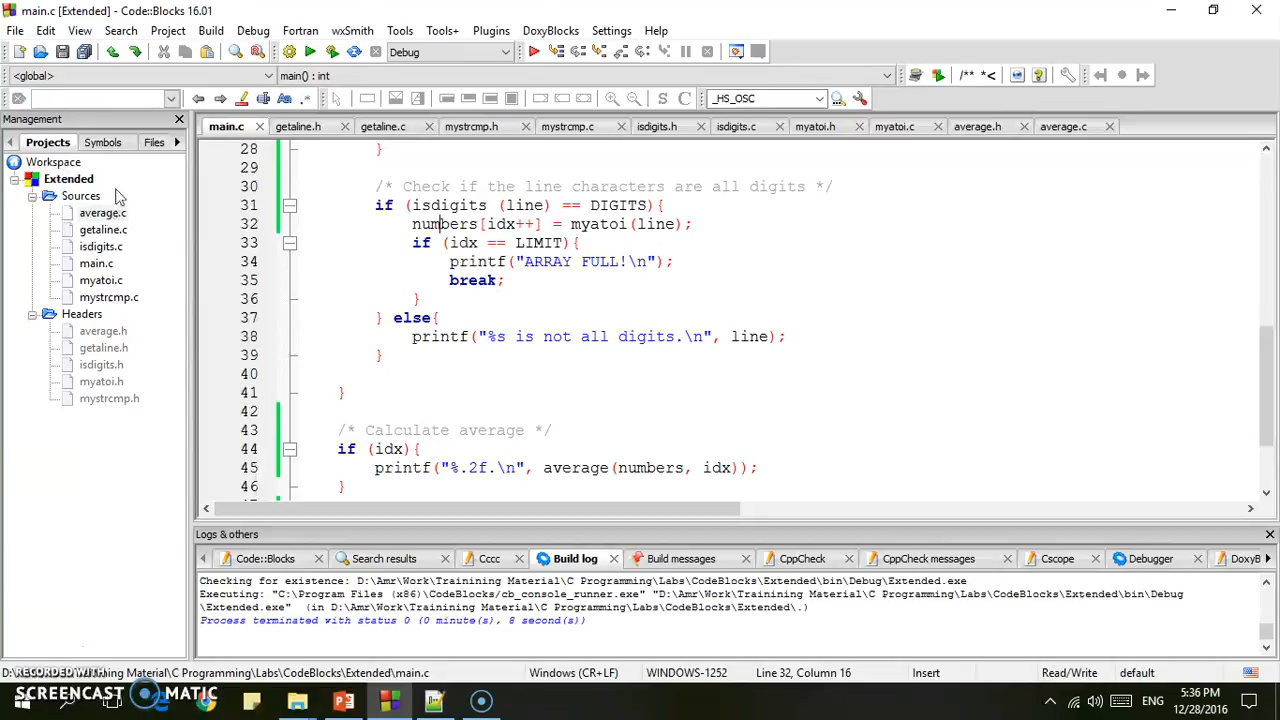 main.c [Extended] - Code::Blocks 16.01
File Edit View Search Project Build Debug Fortran wxSmith Tools Tools+ Plugins DoxyBlocks Settings Help
Debug
/** *<
<global> main() : int
S C _HS_OSC
Management
Projects Symbols Files
Workspace
Extended
Sources
average.c
getaline.c
isdigits.c
main.c
myatoi.c
mystrcmp.c
Headers
average.h
getaline.h
isdigits.h
myatoi.h
mystrcmp.h
main.c getaline.h getaline.c mystrcmp.h mystrcmp.c isdigits.h isdigits.c myatoi.h myatoi.c average.h average.c
28 }
29
30 /* Check if the line characters are all digits */
31 if (isdigits (line) == DIGITS){
32 numbers[idx++] = myatoi(line);
33 if (idx == LIMIT){
34 printf("ARRAY FULL!\n");
35 break;
36 }
37 } else{
38 printf("%s is not all digits.\n", line);
39 }
40
41 }
42
43 /* Calculate average */
44 if (idx){
45 printf("%.2f.\n", average(numbers, idx));
46 }
Logs & others
Code::Blocks Search results Cccc Build log Build messages CppCheck CppCheck messages Cscope Debugger DoxyB
Checking for existence: D:\Amr\Work\Trainining Material\C Programming\Labs\CodeBlocks\Extended\bin\Debug\Extended.exe
Executing: "C:\Program Files (x86)\CodeBlocks/cb_console_runner.exe" "D:\Amr\Work\Trainining Material\C Programming\Labs\CodeBlocks\Extended\bin\Debug
\Extended.exe" (in D:\Amr\Work\Trainining Material\C Programming\Labs\CodeBlocks\Extended\.)
Process terminated with status 0 (0 minute(s), 8 second(s))
Trainining Material\C Programming\Labs\CodeBlocks\Extended\main.c Windows (CR+LF) WINDOWS-1252 Line 32, Column 16 Insert Read/Write default
RECORDED WITH
SCREENCAST MATIC
ENG 5:36 PM
12/28/2016